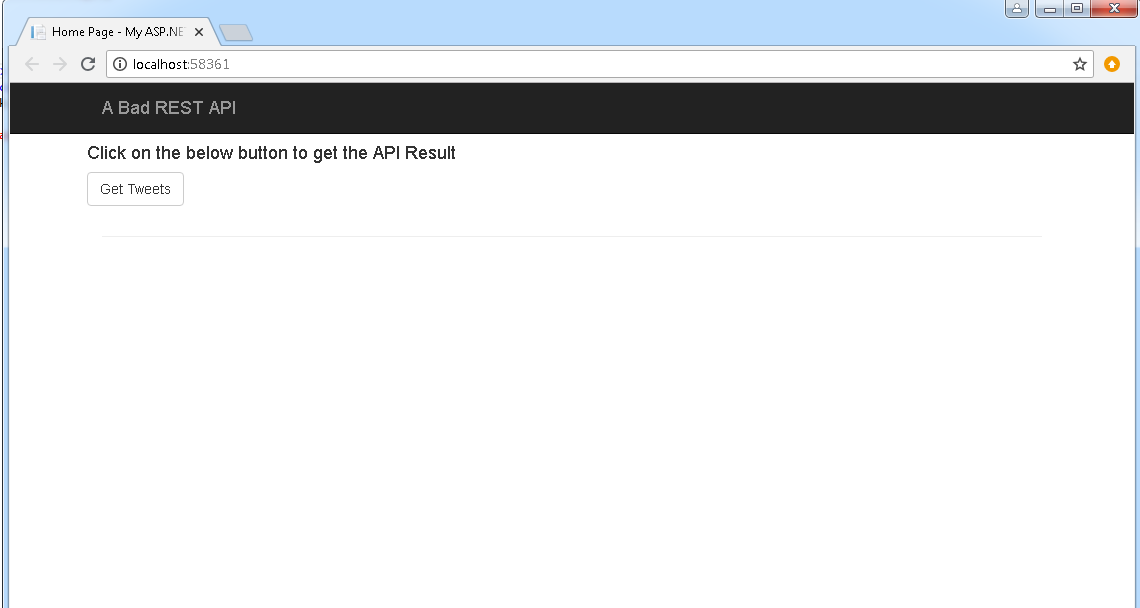 Home Page - My ASP.NE
localhost:58361
A Bad REST API
Click on the below button to get the API Result
Get Tweets